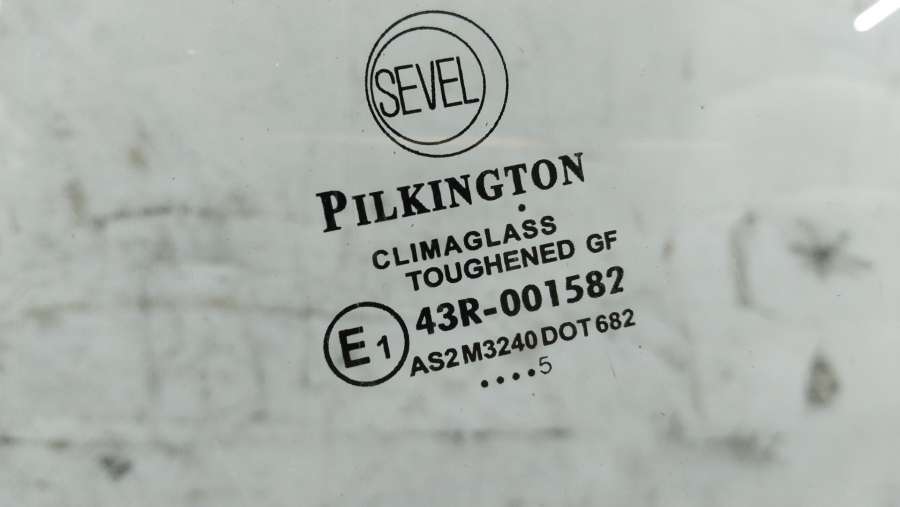 SEVEL
PILKINGTON
CLIMAGLASS
TOUGHENED GF
E1 43R-001582
AS2 M3240 DOT 682
....5